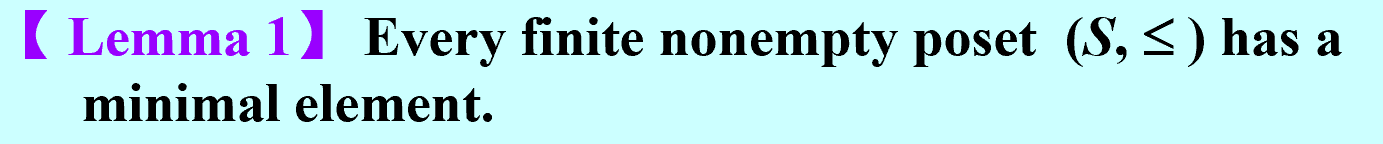 【 Lemma 1】 Every finite nonempty poset (S, ≤ ) has a
minimal element.